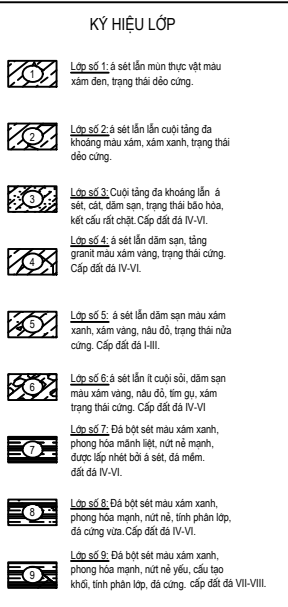 KÝ HIỆU LỚP
1
Lớp số 1: á sét lẫn mùn thực vật màu
xám đen, trạng thái dẻo cứng.
2
Lớp số 2: á sét lẫn lẫn cuội tảng đa
khoáng màu xám, xám xanh, trạng thái
dẻo cứng.
3
Lớp số 3: Cuội tảng đa khoáng lẫn á
sét, cát, dăm sạn, trạng thái bão hòa,
kết cấu rất chặt. Cấp đất đá IV-VI.
4
Lớp số 4: á sét lẫn dăm sạn, tảng
granit màu xám vàng, trạng thái cứng.
Cấp đất đá IV-VI.
5
Lớp số 5: á sét lẫn dăm sạn màu xám
xanh, xám vàng, nâu đỏ, trạng thái nửa
cứng. Cấp đất đá I-III.
6
Lớp số 6: á sét lẫn ít cuội sỏi, dăm sạn
màu xám vàng, nâu đỏ, tím gụ, xám
trạng thái cứng. Cấp đất đá IV-VI
7
Lớp số 7: Đá bột sét màu xám xanh,
phong hóa mãnh liệt, nứt nẻ mạnh,
được lấp nhét bởi á sét, đá mềm.
đất đá IV-VI.
8
Lớp số 8: Đá bột sét màu xám xanh,
phong hóa mạnh, nứt nẻ, tính phân lớp,
đá cứng vừa. Cấp đất đá IV-VI.
9
Lớp số 9: Đá bột sét màu xám xanh,
phong hóa mạnh, nứt nẻ yếu, cấu tạo
khối, tính phân lớp, đá cứng. cấp đất đá VII-VIII.